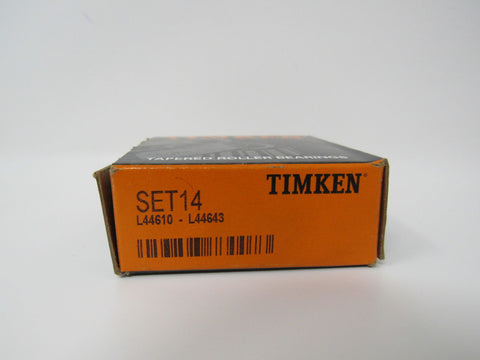 TAPERED ROLLER BEARINGS
TIMKEN®
SET14
L44610 - L44643